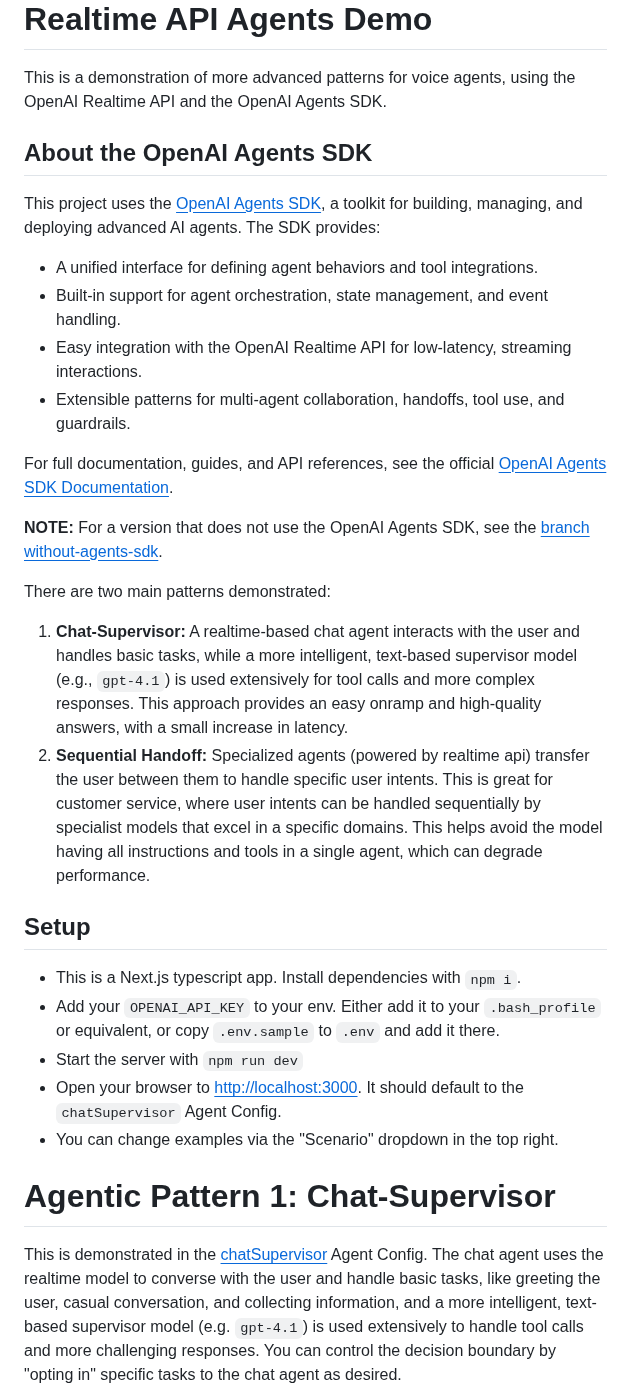 Realtime API Agents Demo
This is a demonstration of more advanced patterns for voice agents, using the
OpenAI Realtime API and the OpenAI Agents SDK.
About the OpenAI Agents SDK
This project uses the OpenAI Agents SDK, a toolkit for building, managing, and
deploying advanced AI agents. The SDK provides:
• A unified interface for defining agent behaviors and tool integrations.
• Built-in support for agent orchestration, state management, and event
handling.
• Easy integration with the OpenAI Realtime API for low-latency, streaming
interactions.
• Extensible patterns for multi-agent collaboration, handoffs, tool use, and
guardrails.
For full documentation, guides, and API references, see the official OpenAI Agents
SDK Documentation.
NOTE: For a version that does not use the OpenAI Agents SDK, see the branch
without-agents-sdk.
There are two main patterns demonstrated:
1. Chat-Supervisor: A realtime-based chat agent interacts with the user and
handles basic tasks, while a more intelligent, text-based supervisor model
(e.g., gpt-4.1) is used extensively for tool calls and more complex
responses. This approach provides an easy onramp and high-quality
answers, with a small increase in latency.
2. Sequential Handoff: Specialized agents (powered by realtime api) transfer
the user between them to handle specific user intents. This is great for
customer service, where user intents can be handled sequentially by
specialist models that excel in a specific domains. This helps avoid the model
having all instructions and tools in a single agent, which can degrade
performance.
Setup
• This is a Next.js typescript app. Install dependencies with npm i.
• Add your OPENAI_API_KEY to your env. Either add it to your .bash_profile
or equivalent, or copy .env.sample to .env and add it there.
• Start the server with npm run dev
• Open your browser to http://localhost:3000. It should default to the
chatSupervisor Agent Config.
• You can change examples via the "Scenario" dropdown in the top right.
Agentic Pattern 1: Chat-Supervisor
This is demonstrated in the chatSupervisor Agent Config. The chat agent uses the
realtime model to converse with the user and handle basic tasks, like greeting the
user, casual conversation, and collecting information, and a more intelligent, text-
based supervisor model (e.g. gpt-4.1) is used extensively to handle tool calls
and more challenging responses. You can control the decision boundary by
"opting in" specific tasks to the chat agent as desired.